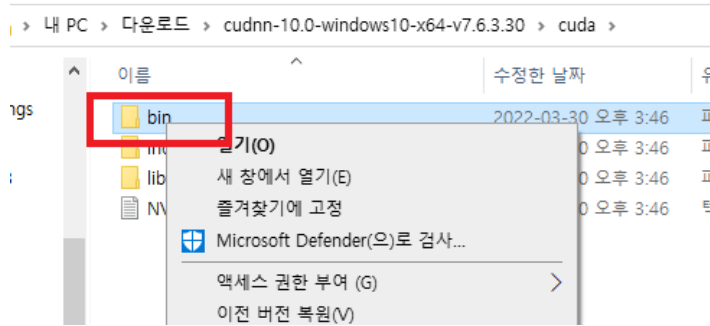 내 PC > 다운로드 > cudnn-10.0-windows10-x64-v7.6.3.30 > cuda >
이름 수정한 날짜
ngs
bin 2022-03-30 오후 3:46
열기(O) 0 오후 3:46
lib 새 창에서 열기(E) 0 오후 3:46
NV 즐겨찾기에 고정 0 오후 3:46
Microsoft Defender(으)로 검사...
액세스 권한 부여 (G)
이전 버전 복원(V)